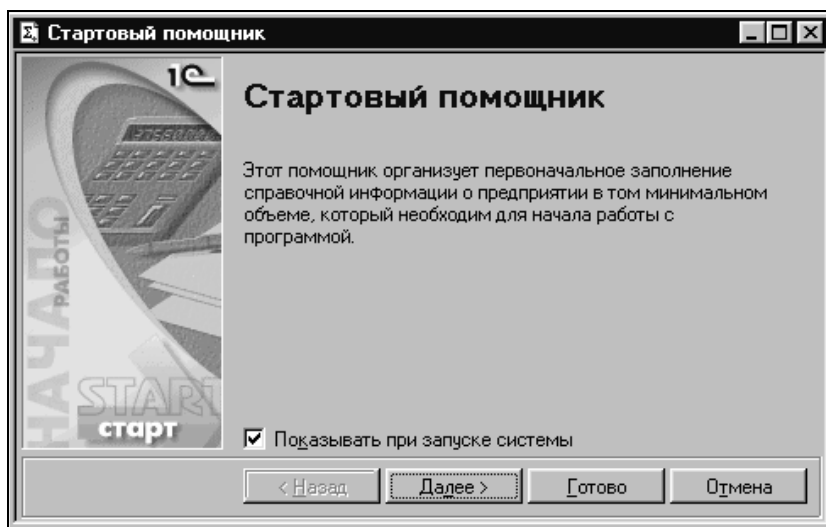 Стартовый помощник
1С
Стартовый помощник
Этот помощник организует первоначальное заполнение
справочной информации о предприятии в том минимальном
объеме, который необходим для начала работы с
программой.
НАЧАЛО
РАБОТЫ
START
старт
Показывать при запуске системы
< Назад
Далее >
Готово
Отмена